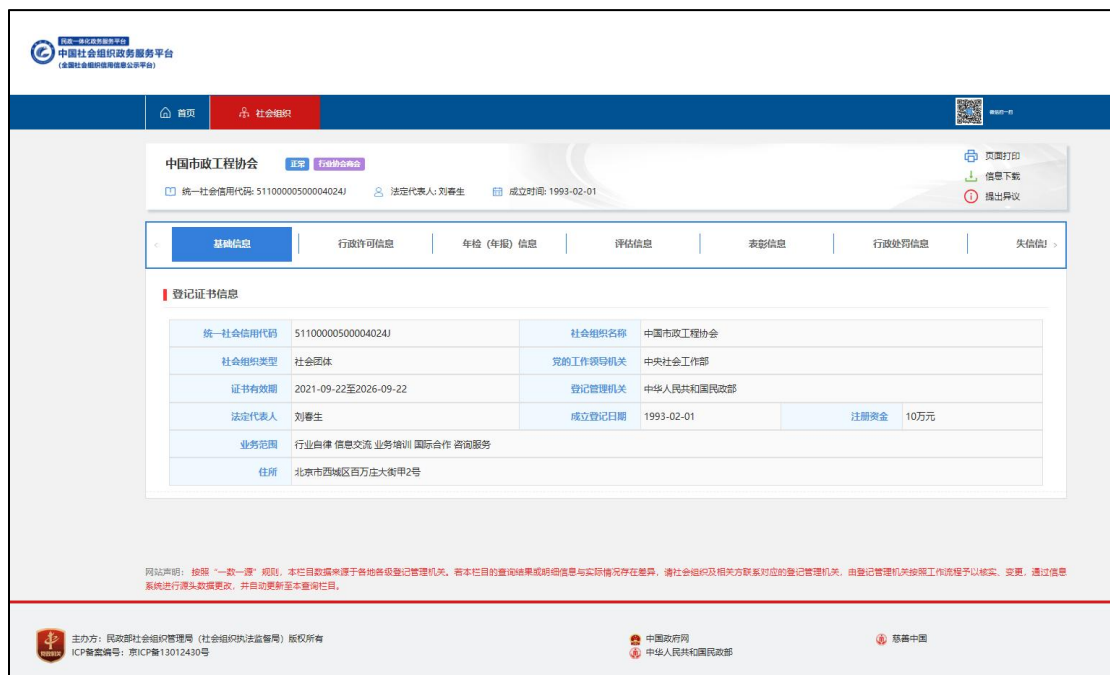 民政一体化政务服务平台
中国社会组织政务服务平台
(全国社会组织信用信息公示平台)
首页
社会组织
微信扫一扫
中国市政工程协会 正常 行业协会商会
统一社会信用代码: 51100000500004024J 法定代表人: 刘春生 成立时间: 1993-02-01
页面打印
信息下载
提出异议
< 基础信息 行政许可信息 年检（年报）信息 评估信息 表彰信息 行政处罚信息 失信信 >
登记证书信息
统一社会信用代码 51100000500004024J 社会组织名称 中国市政工程协会
社会组织类型 社会团体 党的工作领导机关 中央社会工作部
证书有效期 2021-09-22至2026-09-22 登记管理机关 中华人民共和国民政部
法定代表人 刘春生 成立登记日期 1993-02-01 注册资金 10万元
业务范围 行业自律 信息交流 业务培训 国际合作 咨询服务
住所 北京市西城区百万庄大街甲2号
网站声明：按照“一数一源”规则，本栏目数据来源于各地各级登记管理机关。若本栏目的查询结果或明细信息与实际情况存在差异，请社会组织及相关方联系对应的登记管理机关，由登记管理机关按照工作流程予以核实、变更，通过信息
系统进行源头数据更改，并自动更新至本查询栏目。
主办方：民政部社会组织管理局（社会组织执法监督局）版权所有
ICP备案编号：京ICP备13012430号
党政机关
中国政府网
中华人民共和国民政部
慈善中国